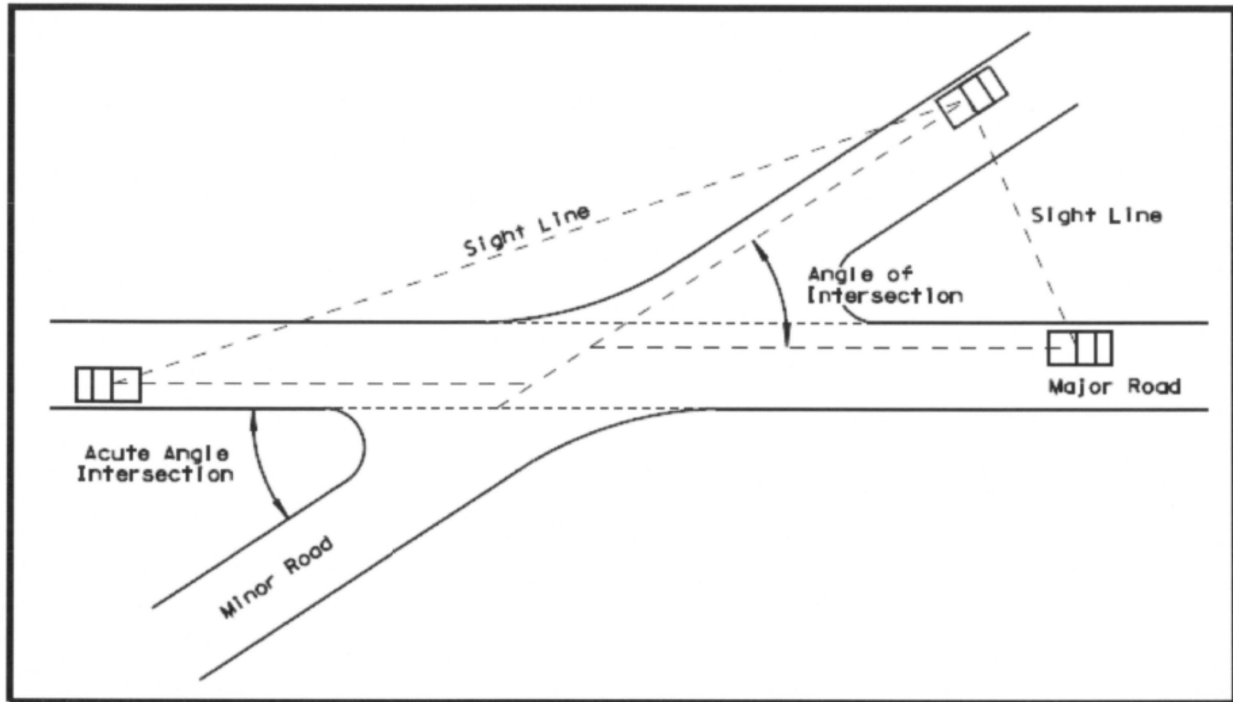 Sight Line
Sight Line
Angle of
Intersection
Major Road
Acute Angle
Intersection
Minor Road